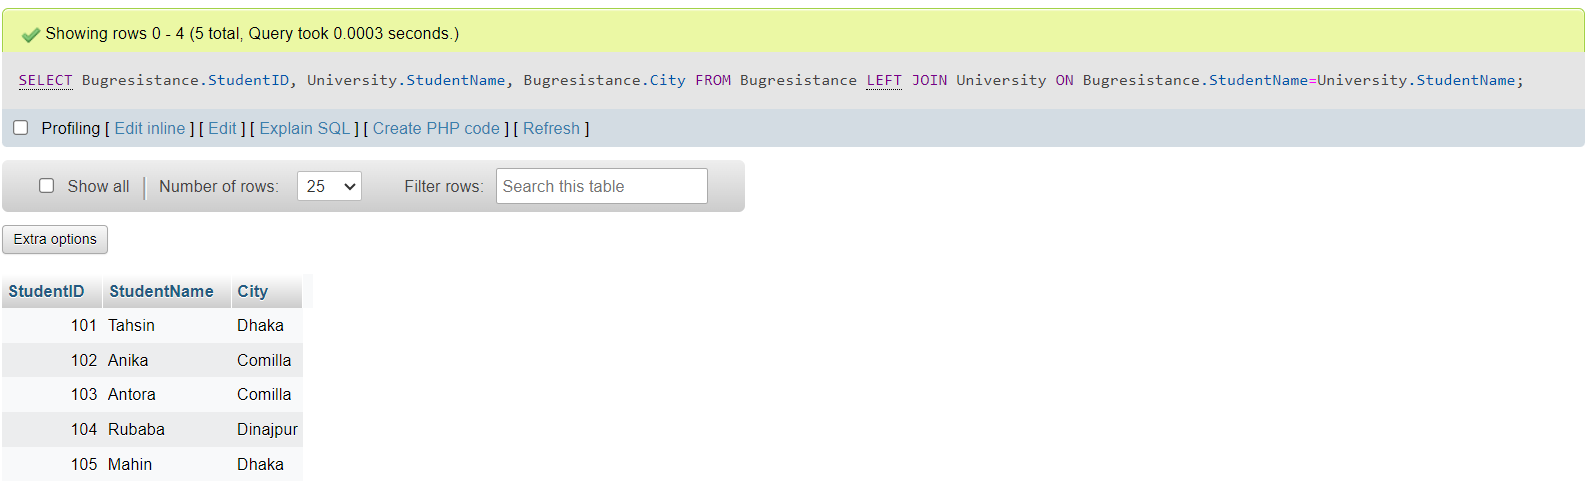 Showing rows 0 - 4 (5 total, Query took 0.0003 seconds.)
SELECT Bugresistance.StudentID, University.StudentName, Bugresistance.City FROM Bugresistance LEFT JOIN University ON Bugresistance.StudentName=University.StudentName;
Profiling [ Edit inline ] [ Edit ] [ Explain SQL ] [ Create PHP code ] [ Refresh ]
Show all Number of rows: 25 Filter rows: Search this table
Extra options
StudentID StudentName City
101 Tahsin Dhaka
102 Anika Comilla
103 Antora Comilla
104 Rubaba Dinajpur
105 Mahin Dhaka